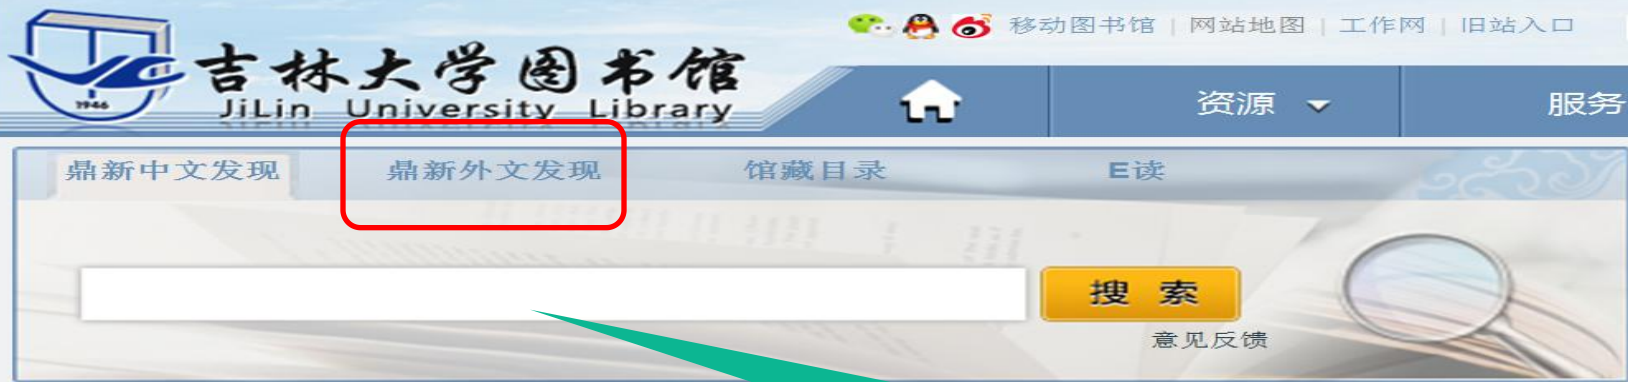 移动图书馆 | 网站地图 | 工作网 | 旧站入口
吉林大学图书馆
JiLin University Library
1946
资源 服务
鼎新中文发现 鼎新外文发现 馆藏目录 E读
搜索
意见反馈